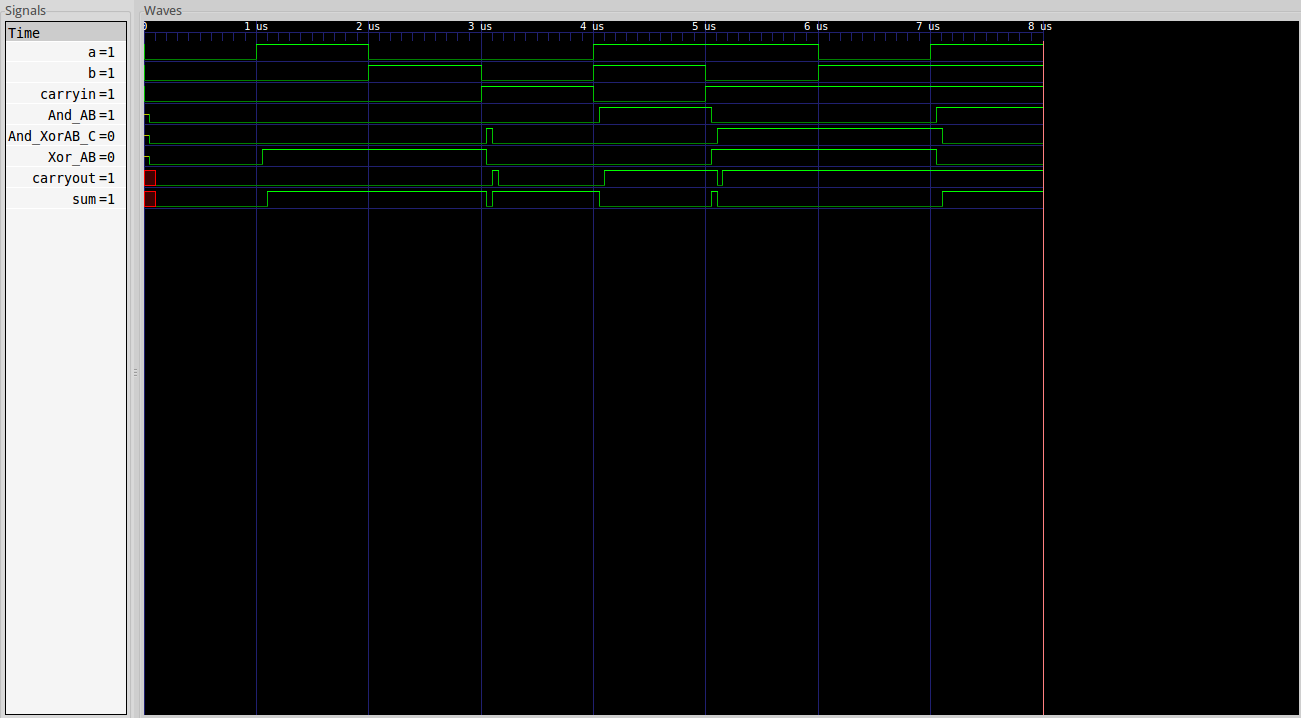 Signals
Waves
Time
0 1 us 2 us 3 us 4 us 5 us 6 us 7 us 8 us
a =1
b =1
carryin =1
And_AB =1
And_XorAB_C =0
Xor_AB =0
carryout =1
sum =1